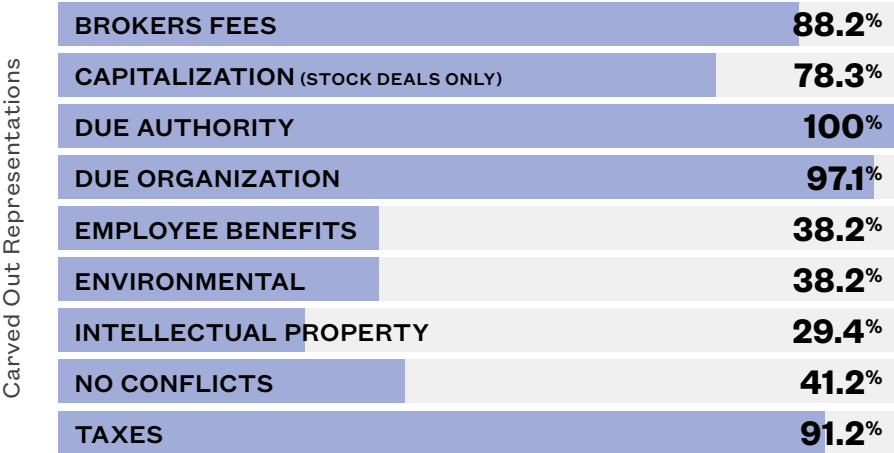 Carved Out Representations
BROKERS FEES 88.2%
CAPITALIZATION (STOCK DEALS ONLY) 78.3%
DUE AUTHORITY 100%
DUE ORGANIZATION 97.1%
EMPLOYEE BENEFITS 38.2%
ENVIRONMENTAL 38.2%
INTELLECTUAL PROPERTY 29.4%
NO CONFLICTS 41.2%
TAXES 91.2%